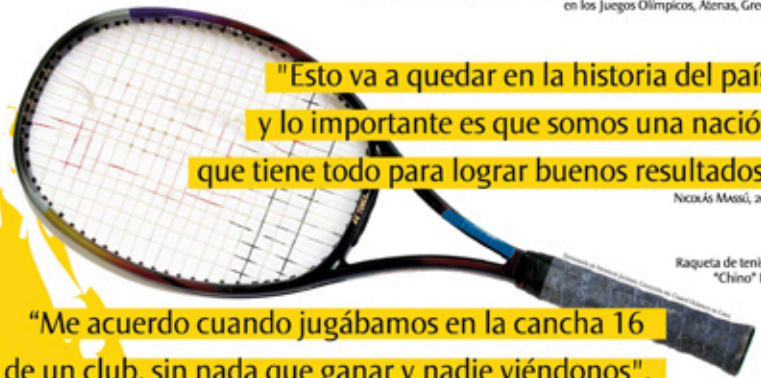 en los Juegos Olímpicos, Atenas, Gre
"Esto va a quedar en la historia del paí
y lo importante es que somos una nació
que tiene todo para lograr buenos resultados
Nicolás Massú, 20
Raqueta de teni
"Chino"
“Me acuerdo cuando jugábamos en la cancha 16
de un club, sin nada que ganar y nadie viéndonos".